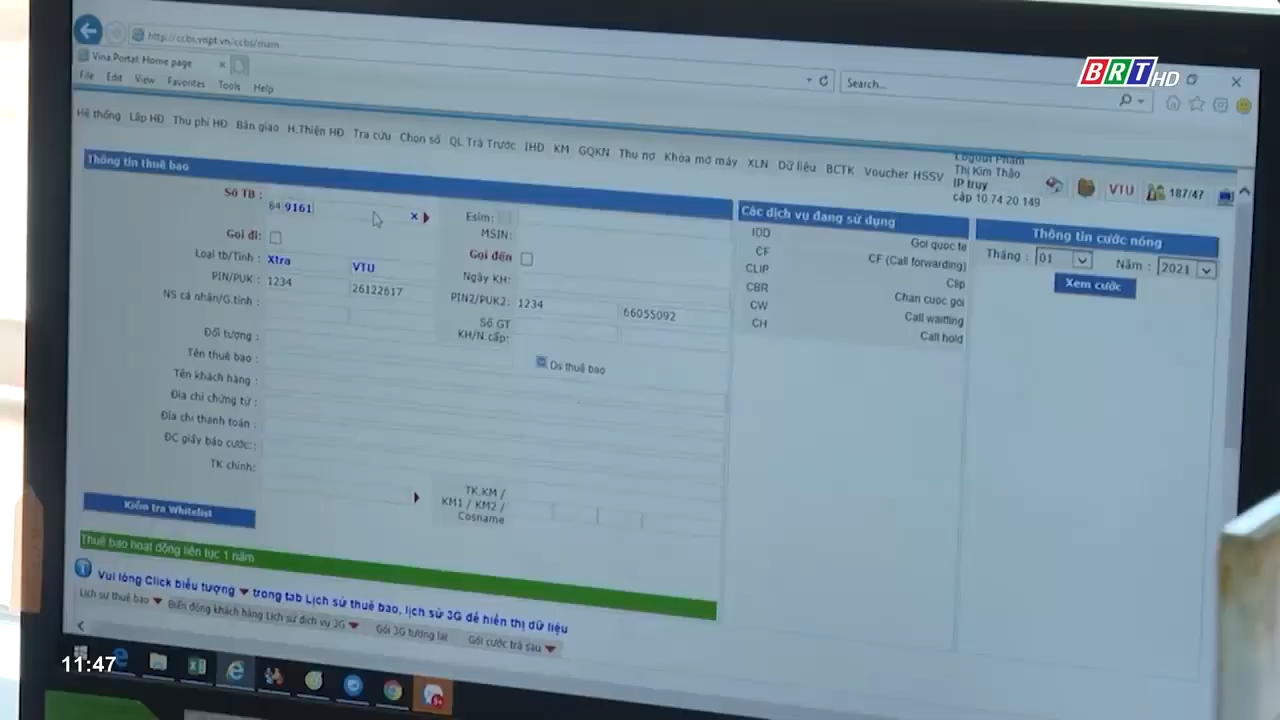 http://ccbs.vnpt.vn/ccbs/main
Search...
BRT HD
Vina Portal: Home page
File Edit View Favorites Tools Help
Hệ thống Lắp HĐ Thu phí HĐ Bàn giao H.Thiện HĐ Tra cứu Chọn số QL Trả Trước IHD KM GQKN Thu nợ Khóa mở máy XLN Dữ liệu BCTK Voucher HSSV
Logout Phạm
Thị Kim Thảo
IP truy
cập 10 74 20 149
VTU
187/47
Thông tin thuê bao
Số TB :
84 9161
Esim:
MSIN:
Gọi đi:
Gọi đến
Loại tb/Tỉnh : Xtra VTU
Ngày KH:
PIN/PUK : 1234 26122617
PIN2/PUK2: 1234 66055092
NS cá nhân/G.tính :
Số GT
KH/N.cấp:
Đối tượng :
Ds thuê bao
Tên thuê bao :
Tên khách hàng :
Địa chỉ chứng từ :
Địa chỉ thanh toán :
ĐC giấy báo cước:
TK chính:
TK.KM /
KM1 / KM2 /
Cosname
Kiểm tra Whitelist
Các dịch vụ đang sử dụng
IDD Gọi quốc tế
CF CF (Call forwarding)
CLIP Clip
CBR Chan cuoc gọi
CW Call waitting
CH Call hold
Thông tin cước nóng
Tháng : 01 Năm : 2021
Xem cước
Thuê bao hoạt động liên tục 1 năm
Vui lòng Click biểu tượng trong tab Lịch sử thuê bao, lịch sử 3G để hiển thị dữ liệu
Lịch sử thuê bao Biến động khách hàng Lịch sử dịch vụ 3G Gói 3G tương lai Gói cước trả sau
11:47